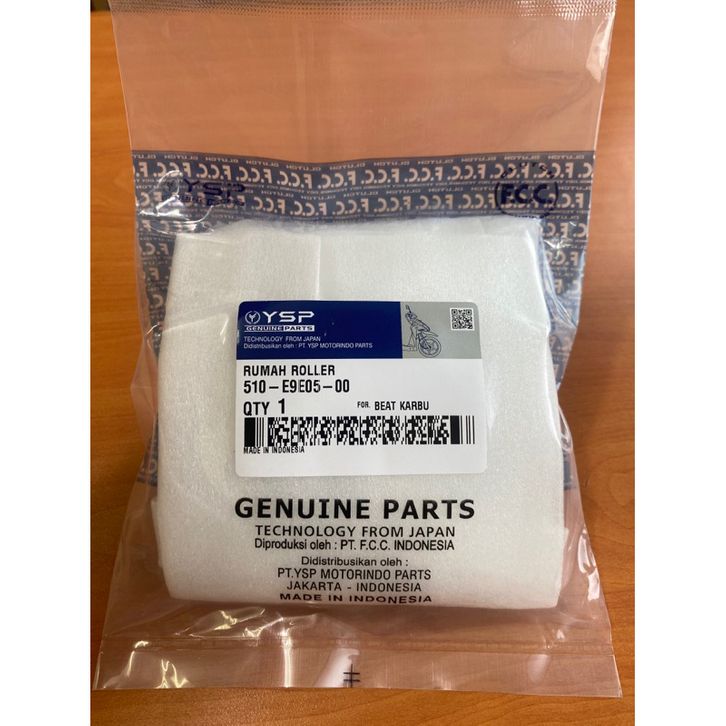 YSP
F.C.C.
YSP
GENUINE PARTS
TECHNOLOGY FROM JAPAN
Didistribusikan oleh : PT. YSP MOTORINDO PARTS
RUMAH ROLLER
510-E9E05-00
QTY 1 FOR. BEAT KARBU
MADE IN INDONESIA
GENUINE PARTS
TECHNOLOGY FROM JAPAN
Diproduksi oleh : PT. F.C.C. INDONESIA
Didistribusikan oleh :
PT.YSP MOTORINDO PARTS
JAKARTA - INDONESIA
MADE IN INDONESIA